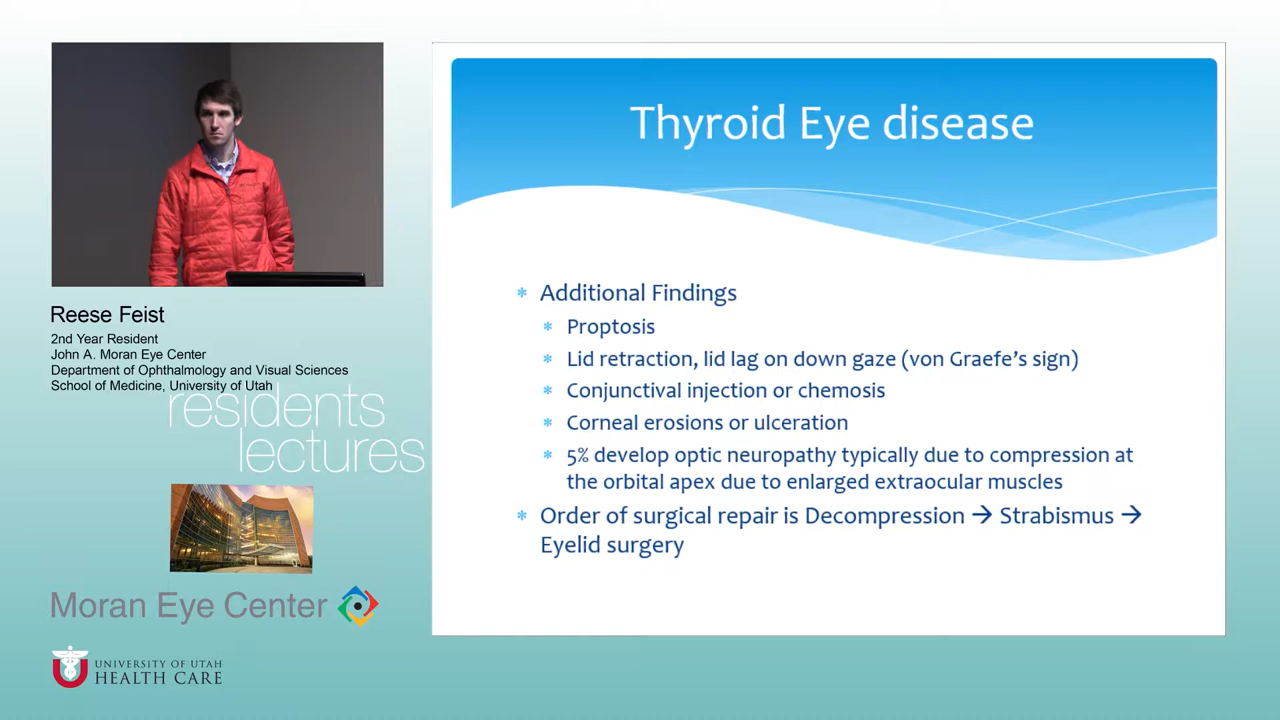 Thyroid Eye disease
Additional Findings
Proptosis
Lid retraction, lid lag on down gaze (von Graefe's sign)
Conjunctival injection or chemosis
Corneal erosions or ulceration
5% develop optic neuropathy typically due to compression at
the orbital apex due to enlarged extraocular muscles
Order of surgical repair is Decompression → Strabismus →
Eyelid surgery
Reese Feist
2nd Year Resident
John A. Moran Eye Center
Department of Ophthalmology and Visual Sciences
School of Medicine, University of Utah
residents
lectures
Moran Eye Center
U
UNIVERSITY OF UTAH
HEALTH CARE